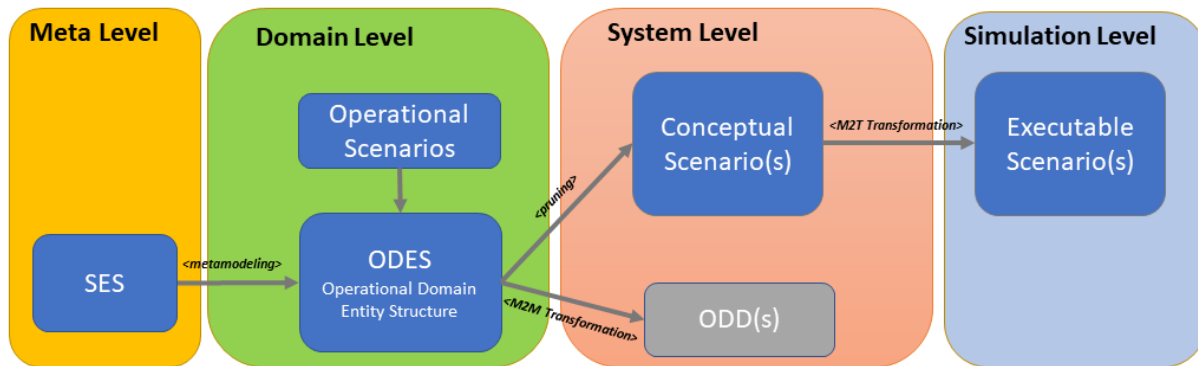 Meta Level
Domain Level
System Level
Simulation Level
Operational
Scenarios
Conceptual
Scenario(s)
<M2T Transformation>
Executable
Scenario(s)
<pruning>
SES
<metamodeling>
ODES
Operational Domain
Entity Structure
<M2M Transformation>
ODD(s)